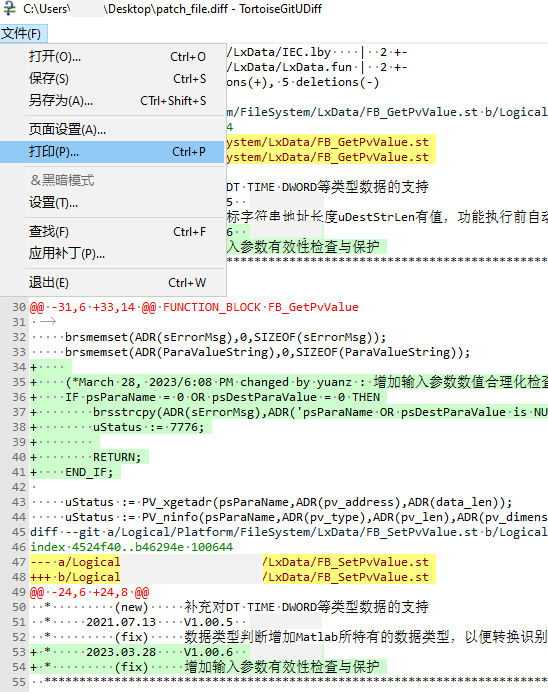 C:\Users\ \Desktop\patch_file.diff - TortoiseGitUDiff
文件(F)
打开(O)... Ctrl+O
保存(S) Ctrl+S
另存为(A)... CTrl+Shift+S
页面设置(A)...
打印(P)... Ctrl+P
&黑暗模式
设置(T)...
查找(F) Ctrl+F
应用补丁(P)...
退出(E) Ctrl+W
/LxData/IEC.lby | 2 +-
/LxData/LxData.fun | 2 +-
ons(+), 5 deletions(-)
m/FileSystem/LxData/FB_GetPvValue.st b/Logical
4
ystem/LxData/FB_GetPvValue.st
ystem/LxData/FB_GetPvValue.st
DT TIME DWORD等类型数据的支持
5
标字符串地址长度uDestStrLen有值，功能执行前自动
6
入参数有效性检查与保护
*****************************************
30 @@ -31,6 +33,14 @@ FUNCTION_BLOCK FB_GetPvValue
31
32 brsmemset(ADR(sErrorMsg),0,SIZEOF(sErrorMsg));
33 brsmemset(ADR(ParaValueString),0,SIZEOF(ParaValueString));
34 +
35 + (*March 28, 2023/6:08 PM changed by yuanz : 增加输入参数数值合理化检查
36 + IF psParaName = 0 OR psDestParaValue = 0 THEN
37 + brsstrcpy(ADR(sErrorMsg),ADR('psParaName OR psDestParaValue is NU
38 + uStatus := 7776;
39 +
40 + RETURN;
41 + END_IF;
42
43 uStatus := PV_xgetadr(psParaName,ADR(pv_address),ADR(data_len));
44 uStatus := PV_ninfo(psParaName,ADR(pv_type),ADR(pv_len),ADR(pv_dimens
45 diff --git a/Logical/Platform/FileSystem/LxData/FB_SetPvValue.st b/Logical
46 index 4524f40..b46294e 100644
47 --- a/Logical /LxData/FB_SetPvValue.st
48 +++ b/Logical /LxData/FB_SetPvValue.st
49 @@ -24,6 +24,8 @@
50 * (new) 补充对DT TIME DWORD等类型数据的支持
51 * 2021.07.13 V1.00.5
52 * (fix) 数据类型判断增加Matlab所特有的数据类型，以便转换识别
53 + * 2023.03.28 V1.00.6
54 + * (fix) 增加输入参数有效性检查与保护
55 ******************************************************************